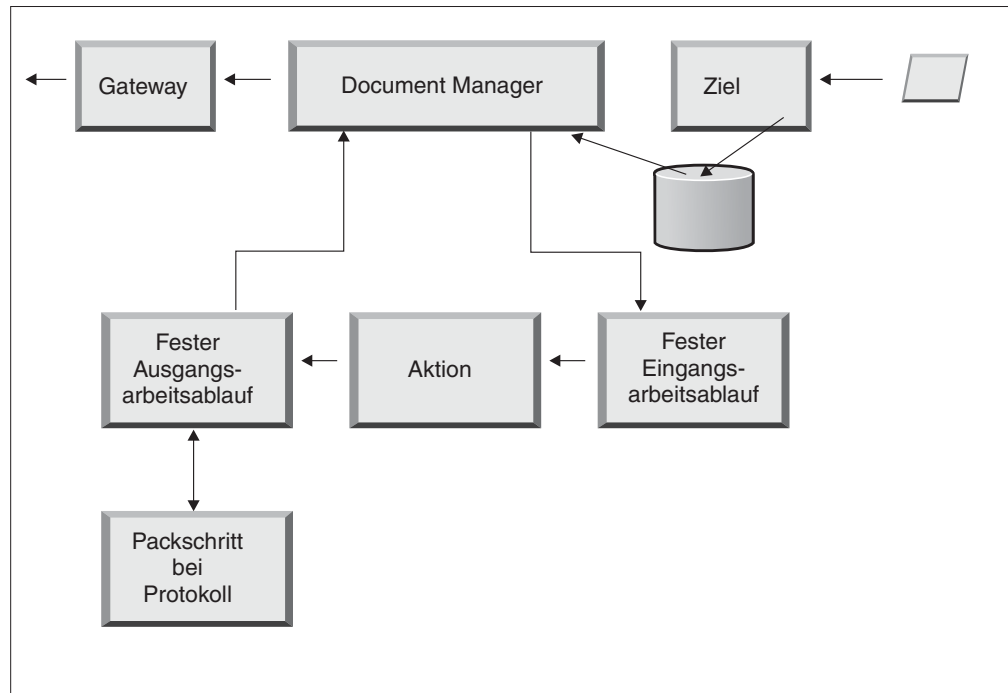 Gateway
Document Manager
Ziel
Fester
Ausgangs-
arbeitsablauf
Aktion
Fester
Eingangs-
arbeitsablauf
Packschritt
bei
Protokoll